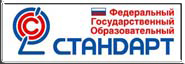 Федеральный
Государственный
Образовательный
СТАНДАРТ